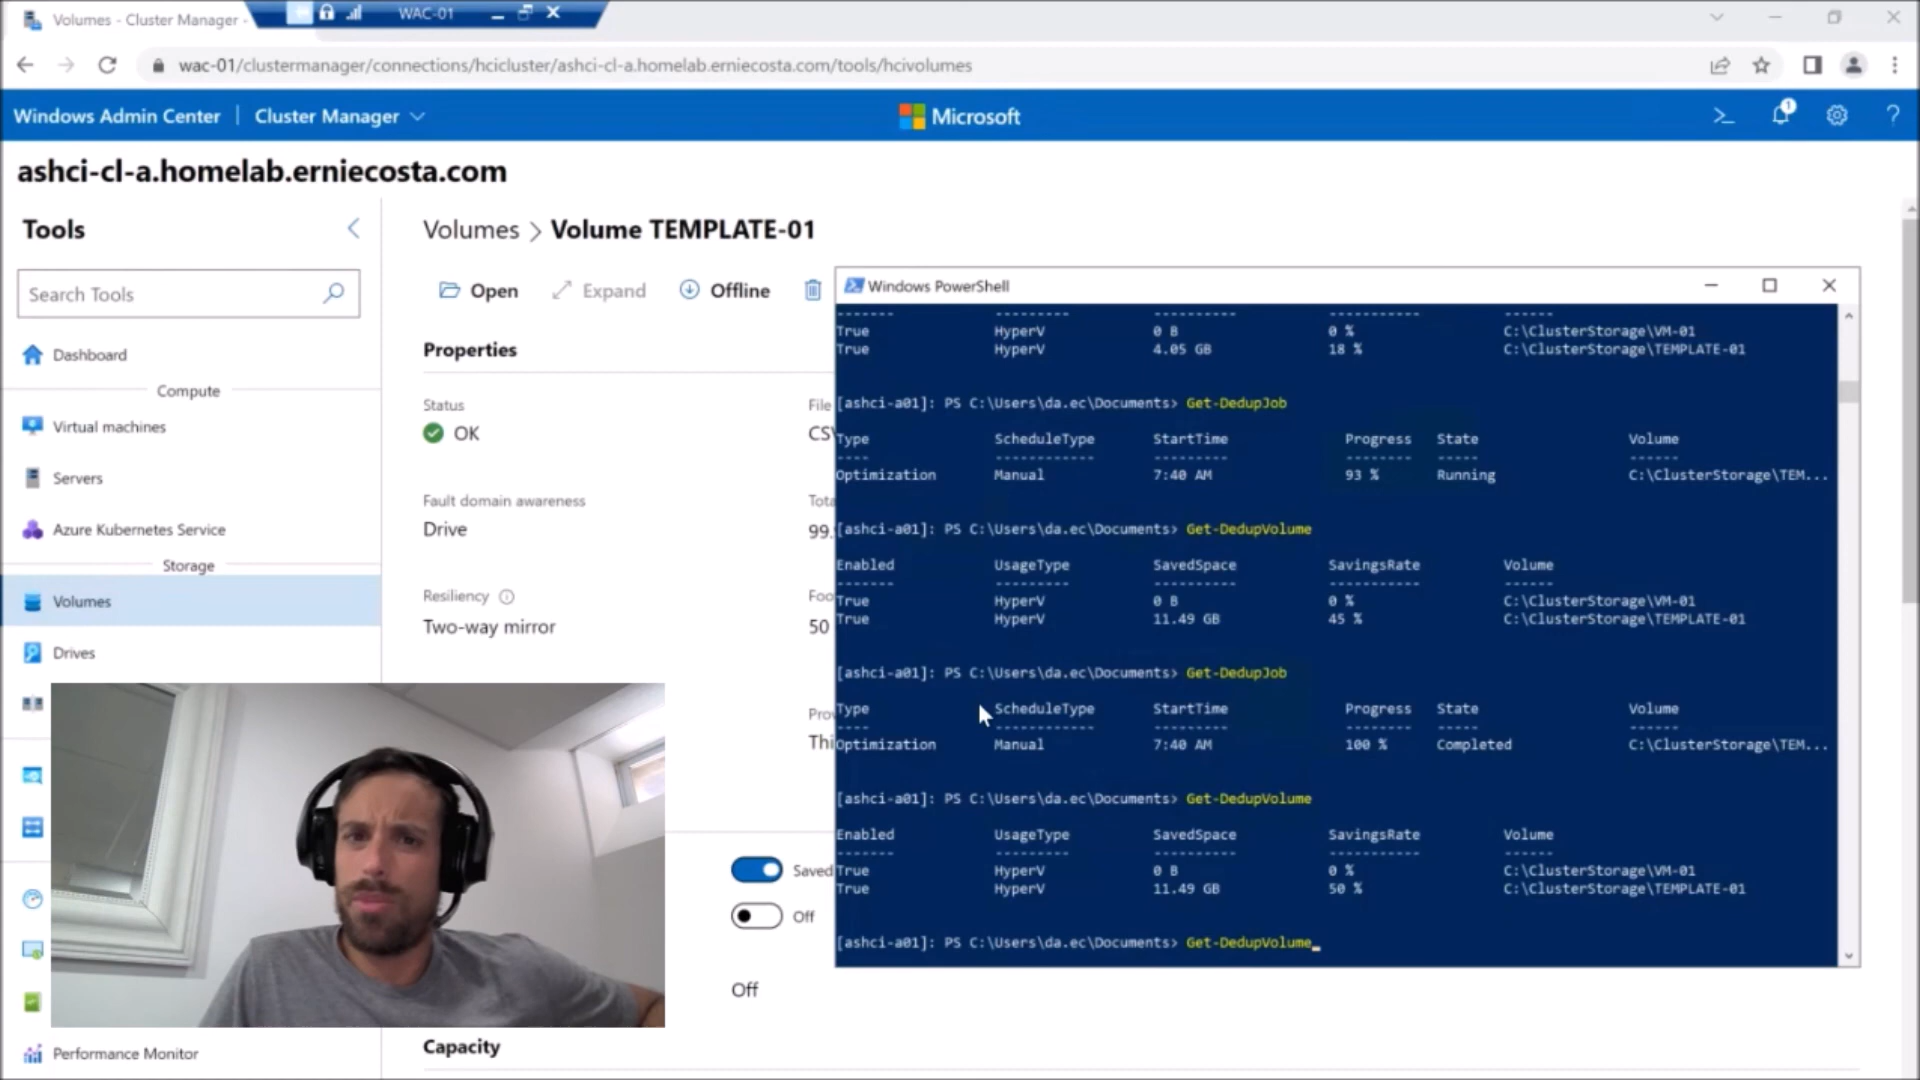 Volumes - Cluster Manager -
WAC-01
wac-01/clustermanager/connections/hcicluster/ashci-cl-a.homelab.erniecosta.com/tools/hcivolumes
Windows Admin Center | Cluster Manager
Microsoft
1
?
ashci-cl-a.homelab.erniecosta.com
Tools
Search Tools
Dashboard
Compute
Virtual machines
Servers
Azure Kubernetes Service
Storage
Volumes
Drives
Performance Monitor
Volumes > Volume TEMPLATE-01
Open
Expand
Offline
Properties
Status
OK
File
CSV
Fault domain awareness
Drive
Tota
99.
Resiliency
Two-way mirror
Foo
50
Pro
Thi
Saved
Off
Off
Capacity
Windows PowerShell
------- --------- ---------- ----------- ------
True HyperV 0 B 0 % C:\ClusterStorage\VM-01
True HyperV 4.05 GB 18 % C:\ClusterStorage\TEMPLATE-01
[ashci-a01]: PS C:\Users\da.ec\Documents> Get-DedupJob
Type ScheduleType StartTime Progress State Volume
---- ------------ --------- -------- ----- ------
Optimization Manual 7:40 AM 93 % Running C:\ClusterStorage\TEM...
[ashci-a01]: PS C:\Users\da.ec\Documents> Get-DedupVolume
Enabled UsageType SavedSpace SavingsRate Volume
------- --------- ---------- ----------- ------
True HyperV 0 B 0 % C:\ClusterStorage\VM-01
True HyperV 11.49 GB 45 % C:\ClusterStorage\TEMPLATE-01
[ashci-a01]: PS C:\Users\da.ec\Documents> Get-DedupJob
Type ScheduleType StartTime Progress State Volume
---- ------------ --------- -------- ----- ------
Optimization Manual 7:40 AM 100 % Completed C:\ClusterStorage\TEM...
[ashci-a01]: PS C:\Users\da.ec\Documents> Get-DedupVolume
Enabled UsageType SavedSpace SavingsRate Volume
------- --------- ---------- ----------- ------
True HyperV 0 B 0 % C:\ClusterStorage\VM-01
True HyperV 11.49 GB 50 % C:\ClusterStorage\TEMPLATE-01
[ashci-a01]: PS C:\Users\da.ec\Documents> Get-DedupVolume_